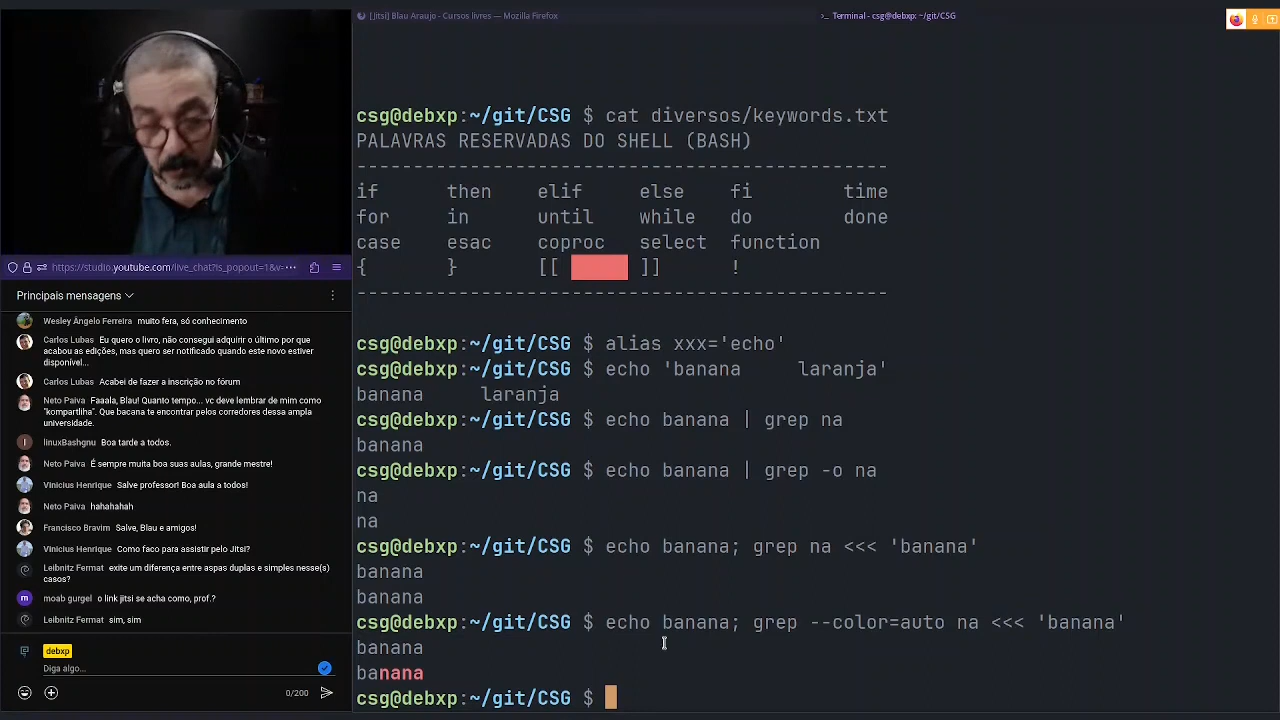 [Jitsi] Blau Araujo - Cursos livres — Mozilla Firefox
>_ Terminal - csg@debxp:~/git/CSG
csg@debxp:~/git/CSG $ cat diversos/keywords.txt
PALAVRAS RESERVADAS DO SHELL (BASH)
-----------------------------------------------
if then elif else fi time
for in until while do done
case esac coproc select function
{ } [[ ]] !
-----------------------------------------------
csg@debxp:~/git/CSG $ alias xxx='echo'
csg@debxp:~/git/CSG $ echo 'banana     laranja'
banana     laranja
csg@debxp:~/git/CSG $ echo banana | grep na
banana
csg@debxp:~/git/CSG $ echo banana | grep -o na
na
na
csg@debxp:~/git/CSG $ echo banana; grep na <<< 'banana'
banana
banana
csg@debxp:~/git/CSG $ echo banana; grep --color=auto na <<< 'banana'
banana
banana
csg@debxp:~/git/CSG $
https://studio.youtube.com/live_chat?is_popout=1&v=...
Principais mensagens
Wesley Ângelo Ferreira muito fera, só conhecimento
Carlos Lubas Eu quero o livro, não consegui adquirir o último por que
acabou as edições, mas quero ser notificado quando este novo estiver
disponível...
Carlos Lubas Acabei de fazer a inscrição no fórum
Neto Paiva Faaala, Blau! Quanto tempo... vc deve lembrar de mim como
"kompartilha". Que bacana te encontrar pelos corredores dessa ampla
universidade.
linuxBashgnu Boa tarde a todos.
Neto Paiva É sempre muita boa suas aulas, grande mestre!
Vinicius Henrique Salve professor! Boa aula a todos!
Neto Paiva hahahahah
Francisco Bravim Salve, Blau e amigos!
Vinicius Henrique Como faco para assistir pelo Jitsi?
Leibnitz Fermat exite um diferença entre aspas duplas e simples nesse(s)
casos?
moab gurgel o link jitsi se acha como, prof.?
Leibnitz Fermat sim, sim
debxp
Diga algo...
0/200